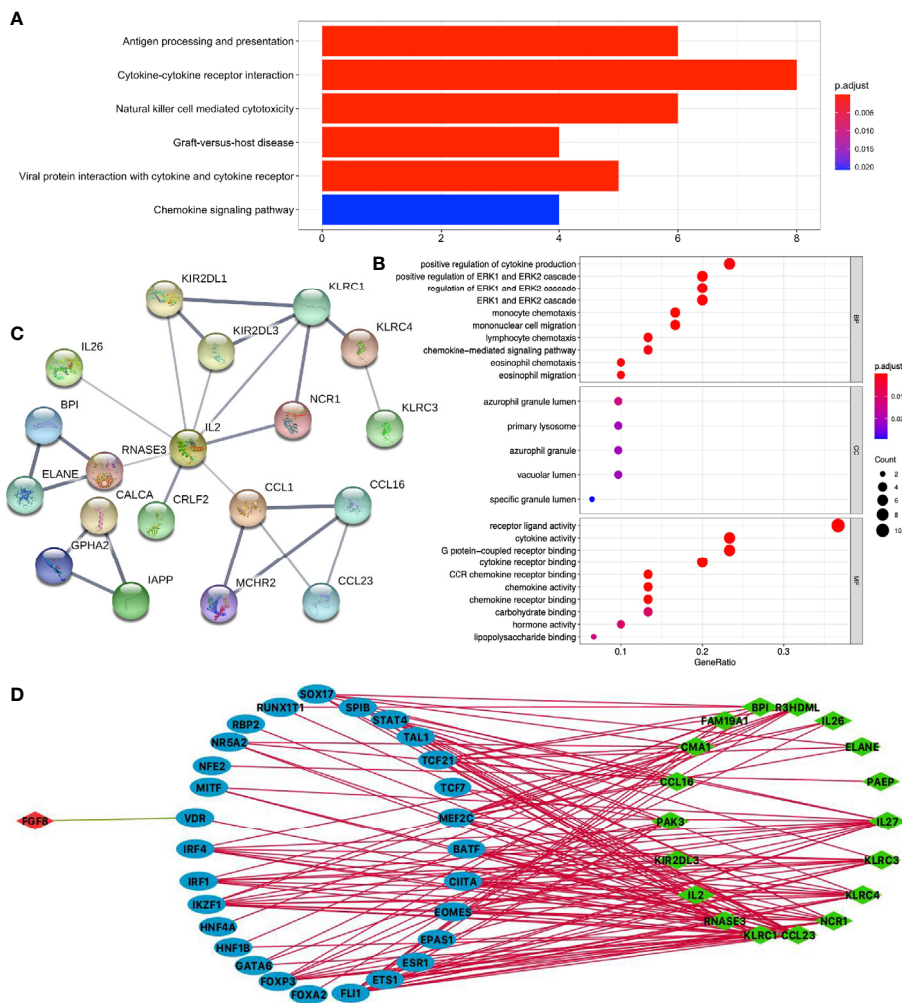 A
Antigen processing and presentation
Cytokine-cytokine receptor interaction
Natural killer cell mediated cytotoxicity
Graft-versus-host disease
Viral protein interaction with cytokine and cytokine receptor
Chemokine signaling pathway
0 2 4 6 8
p.adjust
0.005
0.010
0.015
0.020
B
positive regulation of cytokine production
positive regulation of ERK1 and ERK2 cascade
regulation of ERK1 and ERK2 cascade
ERK1 and ERK2 cascade
monocyte chemotaxis
mononuclear cell migration
lymphocyte chemotaxis
chemokine-mediated signaling pathway
eosinophil chemotaxis
eosinophil migration
BP
azurophil granule lumen
primary lysosome
azurophil granule
vacuolar lumen
specific granule lumen
CC
receptor ligand activity
cytokine activity
G protein-coupled receptor binding
cytokine receptor binding
CCR chemokine receptor binding
chemokine activity
chemokine receptor binding
carbohydrate binding
hormone activity
lipopolysaccharide binding
MF
0.1 0.2 0.3
GeneRatio
p.adjust
0.01
0.0
Count
2
4
6
8
10
C
KIR2DL1
KLRC1
KIR2DL3
KLRC4
IL26
NCR1
KLRC3
BPI
IL2
RNASE3
ELANE
CALCA
CRLF2
CCL1
CCL16
GPHA2
IAPP
MCHR2
CCL23
D
FGF8
SOX17
RUNX1T1
SPIB
RBP2
STAT4
NR5A2
TAL1
NFE2
TCF21
MITF
TCF7
VDR
MEF2C
IRF4
BATF
IRF1
CIITA
IKZF1
EOMES
HNF4A
HNF1B
EPAS1
GATA6
ESR1
FOXP3
ETS1
FOXA2
FLI1
BPI
R3HDML
FAM19A1
IL26
CMA1
ELANE
CCL16
PAEP
PAK3
IL27
KIR2DL3
KLRC3
IL2
KLRC4
RNASE3
NCR1
KLRC1
CCL23